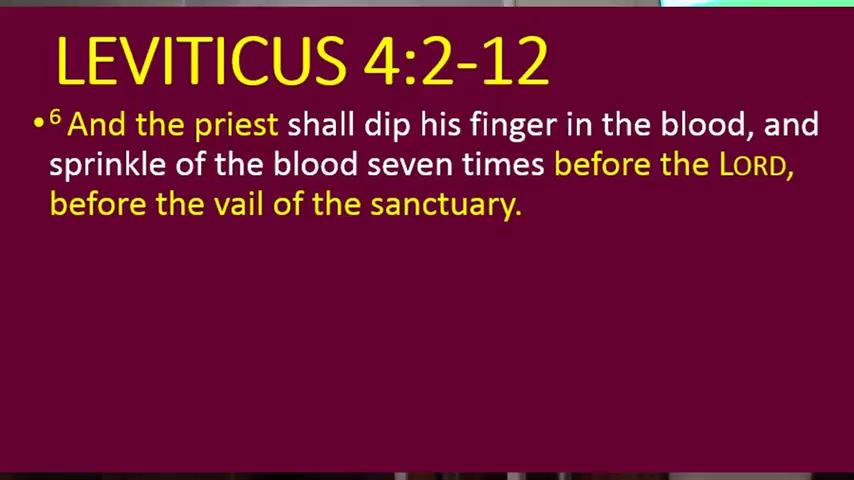 LEVITICUS 4:2-12
• 6 And the priest shall dip his finger in the blood, and
sprinkle of the blood seven times before the LORD,
before the vail of the sanctuary.